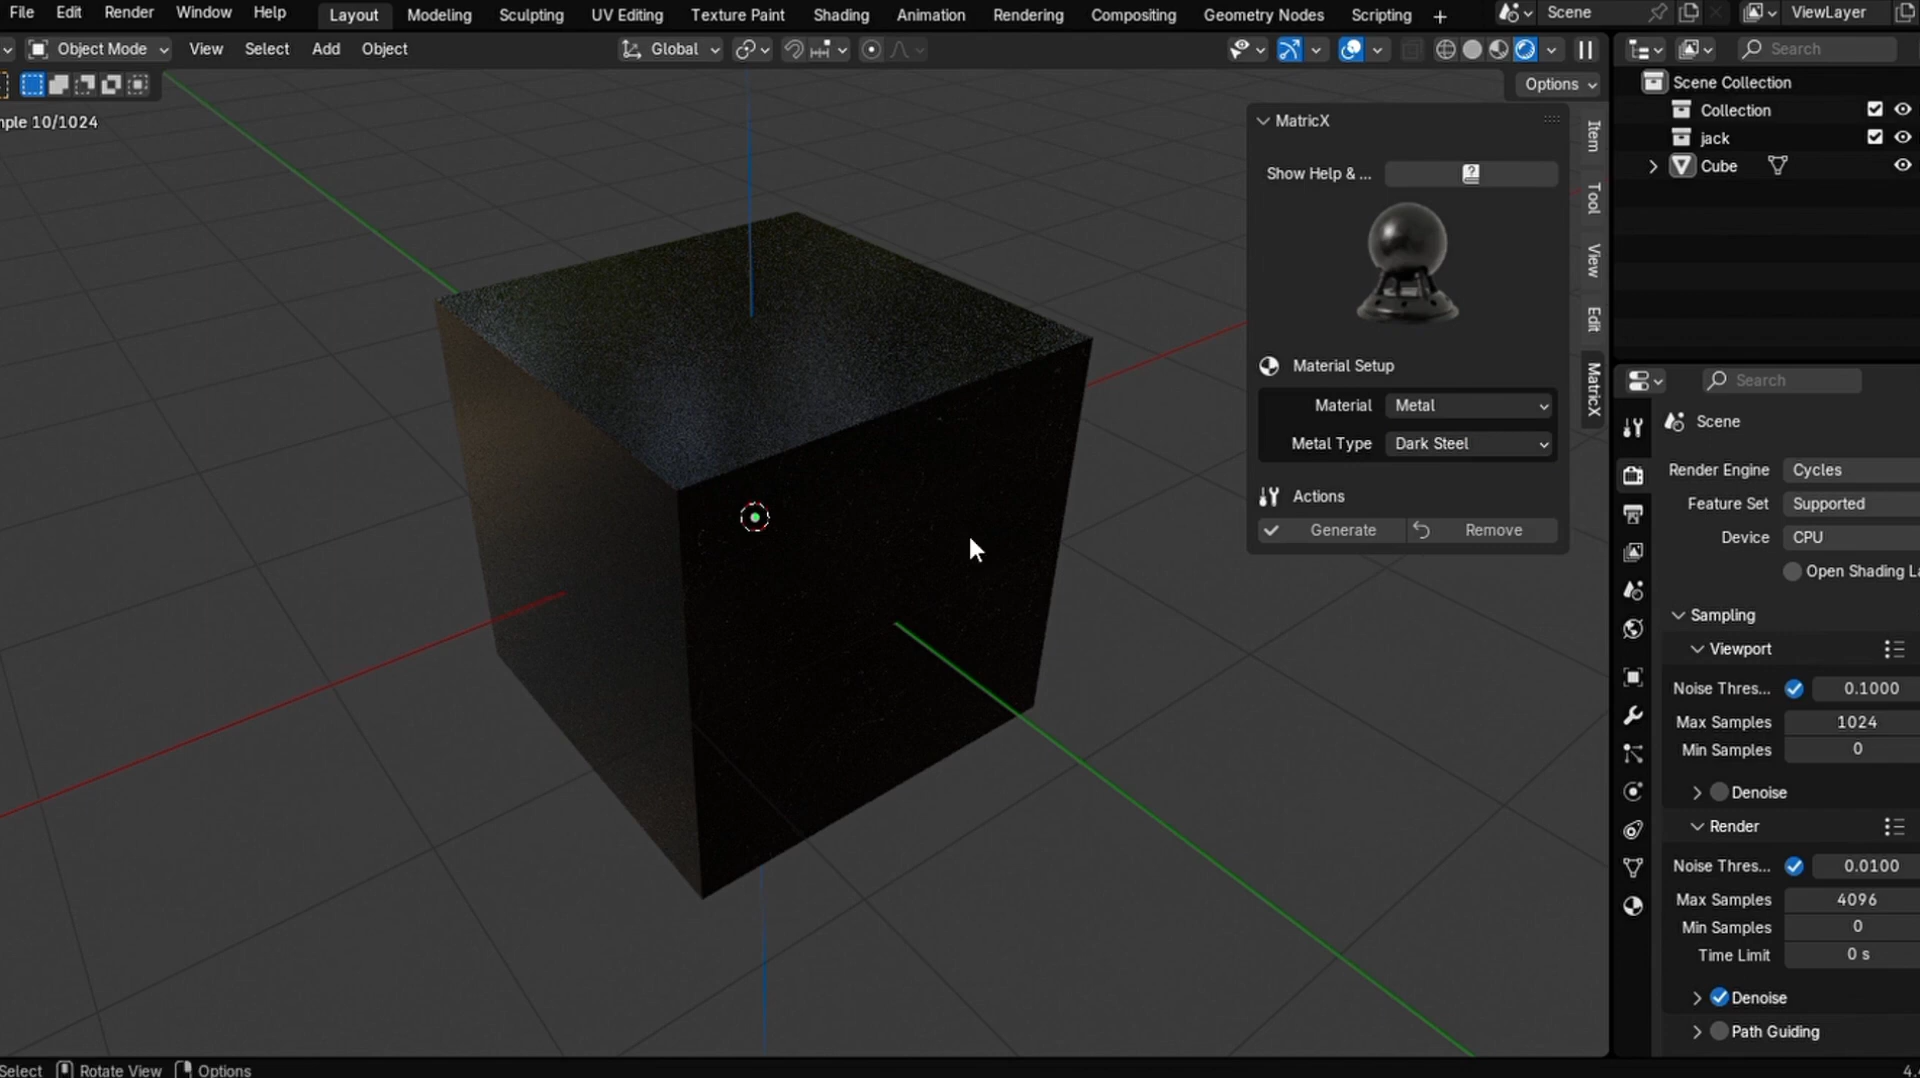 File Edit Render Window Help Layout Modeling Sculpting UV Editing Texture Paint Shading Animation Rendering Compositing Geometry Nodes Scripting + Scene ViewLayer
Object Mode View Select Add Object Global Search
Options
mple 10/1024
MatricX
Show Help & ...
Material Setup
Material Metal
Metal Type Dark Steel
Actions
Generate Remove
Item
Tool
View
Edit
MatricX
Scene Collection
Collection
jack
Cube
Search
Scene
Render Engine Cycles
Feature Set Supported
Device CPU
Open Shading La
Sampling
Viewport
Noise Thres... 0.1000
Max Samples 1024
Min Samples 0
Denoise
Render
Noise Thres... 0.0100
Max Samples 4096
Min Samples 0
Time Limit 0 s
Denoise
Path Guiding
Select Rotate View Options 4.